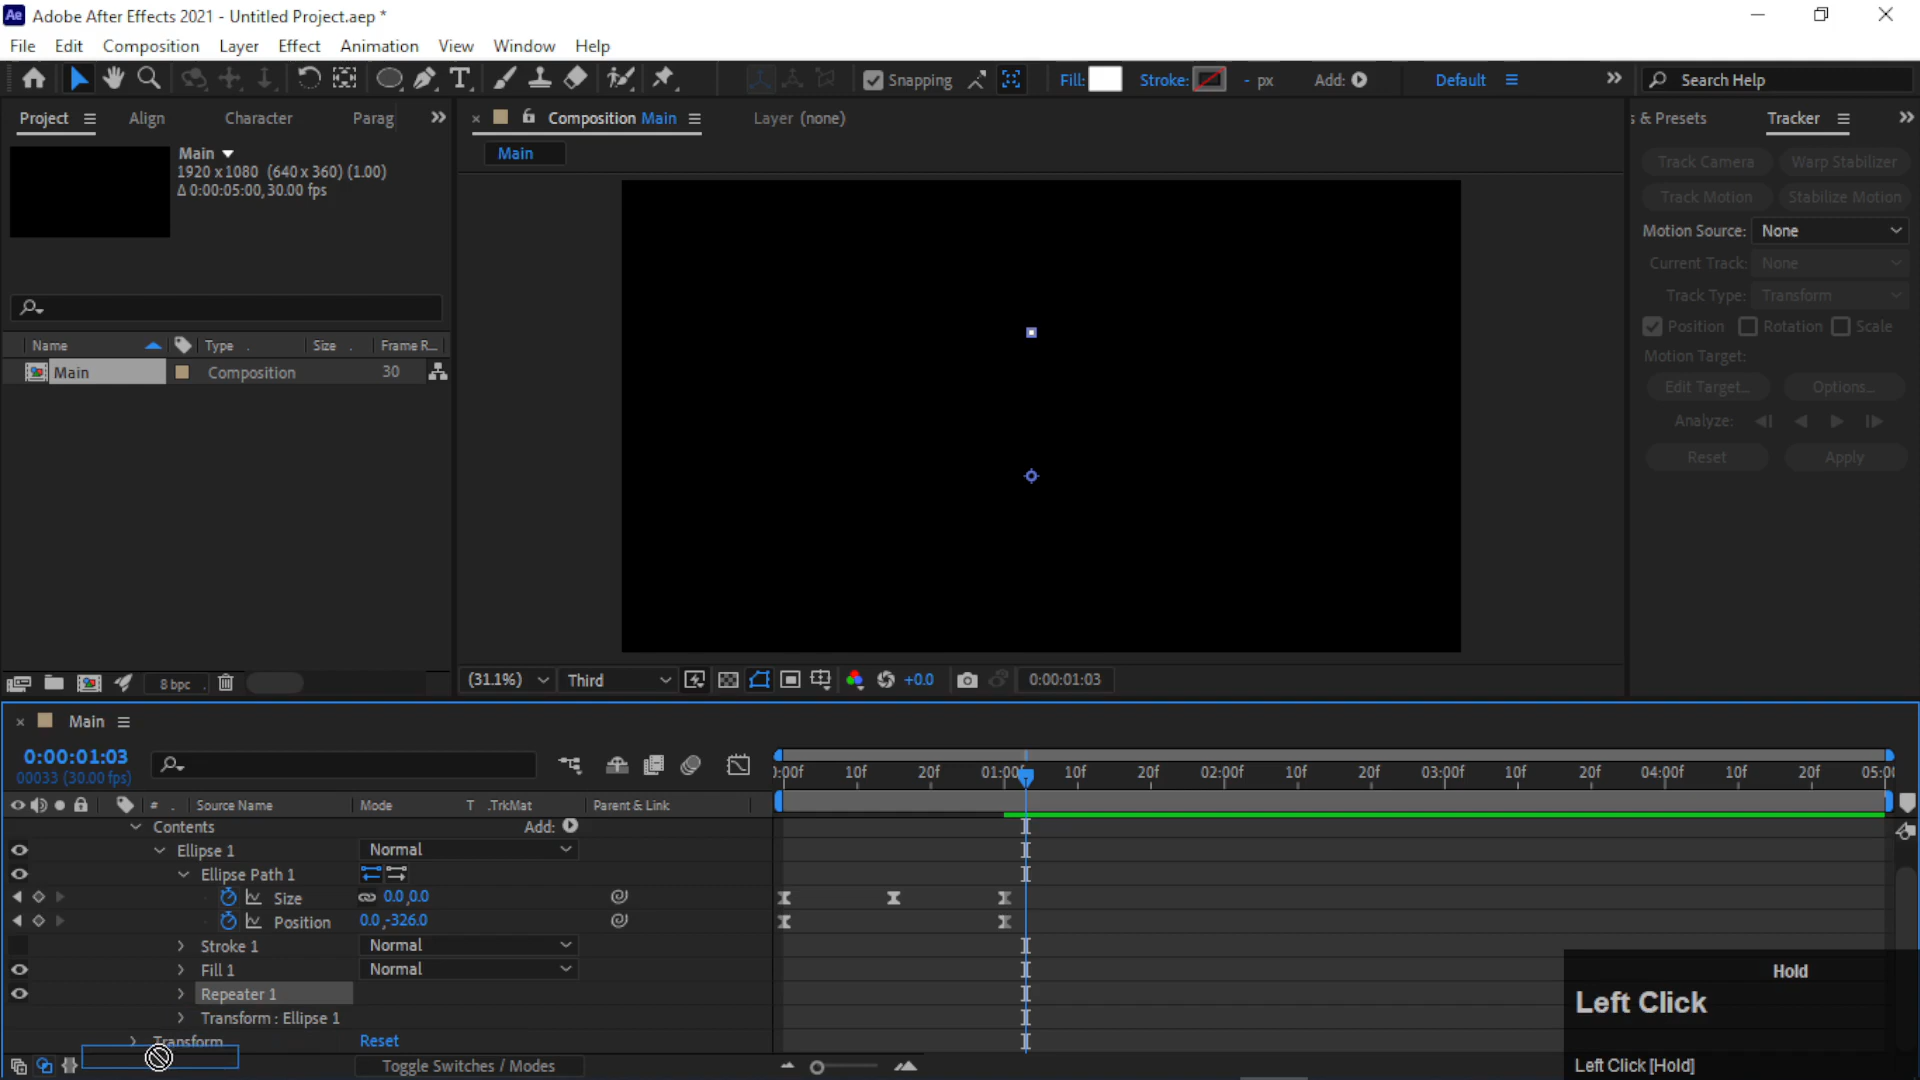 Ae Adobe After Effects 2021 - Untitled Project.aep *
File Edit Composition Layer Effect Animation View Window Help
T Snapping Fill: Stroke: - px Add: Default Search Help
Project Align Character Parag Composition Main Layer (none) s & Presets Tracker
Main
Main
1920 x 1080 (640 x 360) (1.00)
Δ 0:00:05:00, 30.00 fps
Track Camera Warp Stabilizer
Track Motion Stabilize Motion
Motion Source: None
Current Track: None
Track Type: Transform
Position Rotation Scale
Motion Target:
Edit Target... Options...
Analyze:
Reset Apply
Name Type Size Frame R...
Main Composition 30
8 bpc (31.1%) Third +0.0 0:00:01:03
Main
0:00:01:03
00033 (30.00 fps)
):00f 10f 20f 01:00f 10f 20f 02:00f 10f 20f 03:00f 10f 20f 04:00f 10f 20f 05:00
# Source Name Mode T .TrkMat Parent & Link
Contents Add:
Ellipse 1 Normal
Ellipse Path 1
Size 0.0,0.0
Position 0.0,-326.0
Stroke 1 Normal
Fill 1 Normal
Repeater 1
Transform : Ellipse 1
Transform Reset
Toggle Switches / Modes
Hold
Left Click
Left Click [Hold]